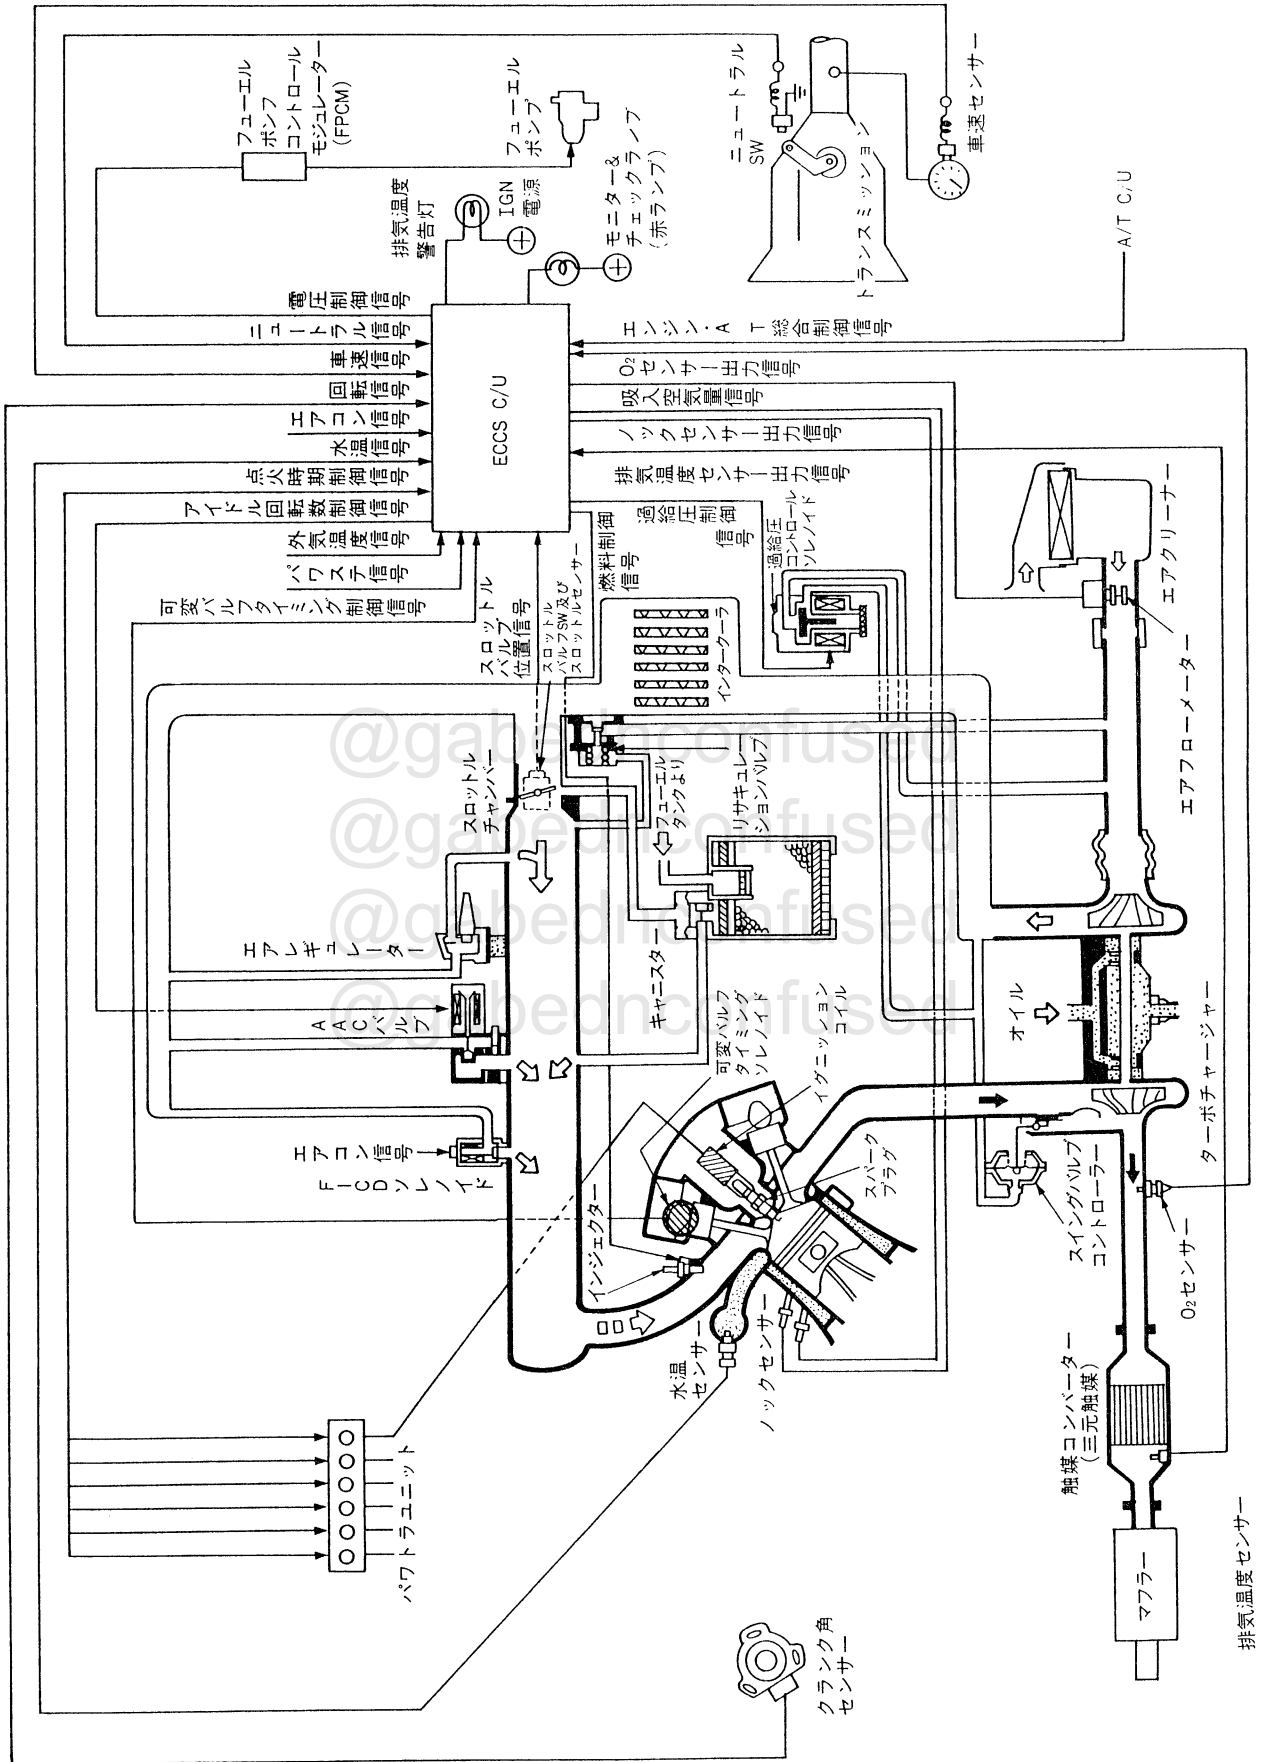 フューエル
ポンプ
コントロール
モジュレーター
(FPCM)
フューエル
ポンプ
ニュートラル
SW
トランスミッション
車速センサー
排気温度
警告灯
IGN
電源
モニター&
チェックランプ
(赤ランプ)
A/T C/U
電圧制御信号
ニュートラル信号
車速信号
回転信号
エアコン信号
水温信号
点火時期制御信号
アイドル回転数制御信号
外気温度信号
パワステ信号
可変バルブタイミング制御信号
ECCS C/U
エンジン・A T総合制御信号
O₂センサー出力信号
吸入空気量信号
ノックセンサー出力信号
排気温度センサー出力信号
過給圧制御
信号
燃料制御
信号
スロットル
バルブ
位置信号
スロットル
バルブSW及び
スロットルセンサー
過給圧
コントロール
ソレノイド
インタークーラ
エアクリーナー
エアフローメーター
スロットル
チャンバー
フューエル
タンクより
リサキュレー
ションバルブ
エアレギュレーター
AACバルブ
キャニスター
可変バルブ
タイミング
ソレノイド
イグニッション
コイル
オイル
ターボチャージャー
エアコン信号
FICDソレノイド
インジェクター
スパーク
プラグ
スイングバルブ
コントローラー
O₂センサー
水温
センサー
ノックセンサー
触媒コンバーター
(三元触媒)
パワトラユニット
マフラー
排気温度センサー
クランク角
センサー
@gabednconfused
@gabednconfused
@gabednconfused
@gabednconfused